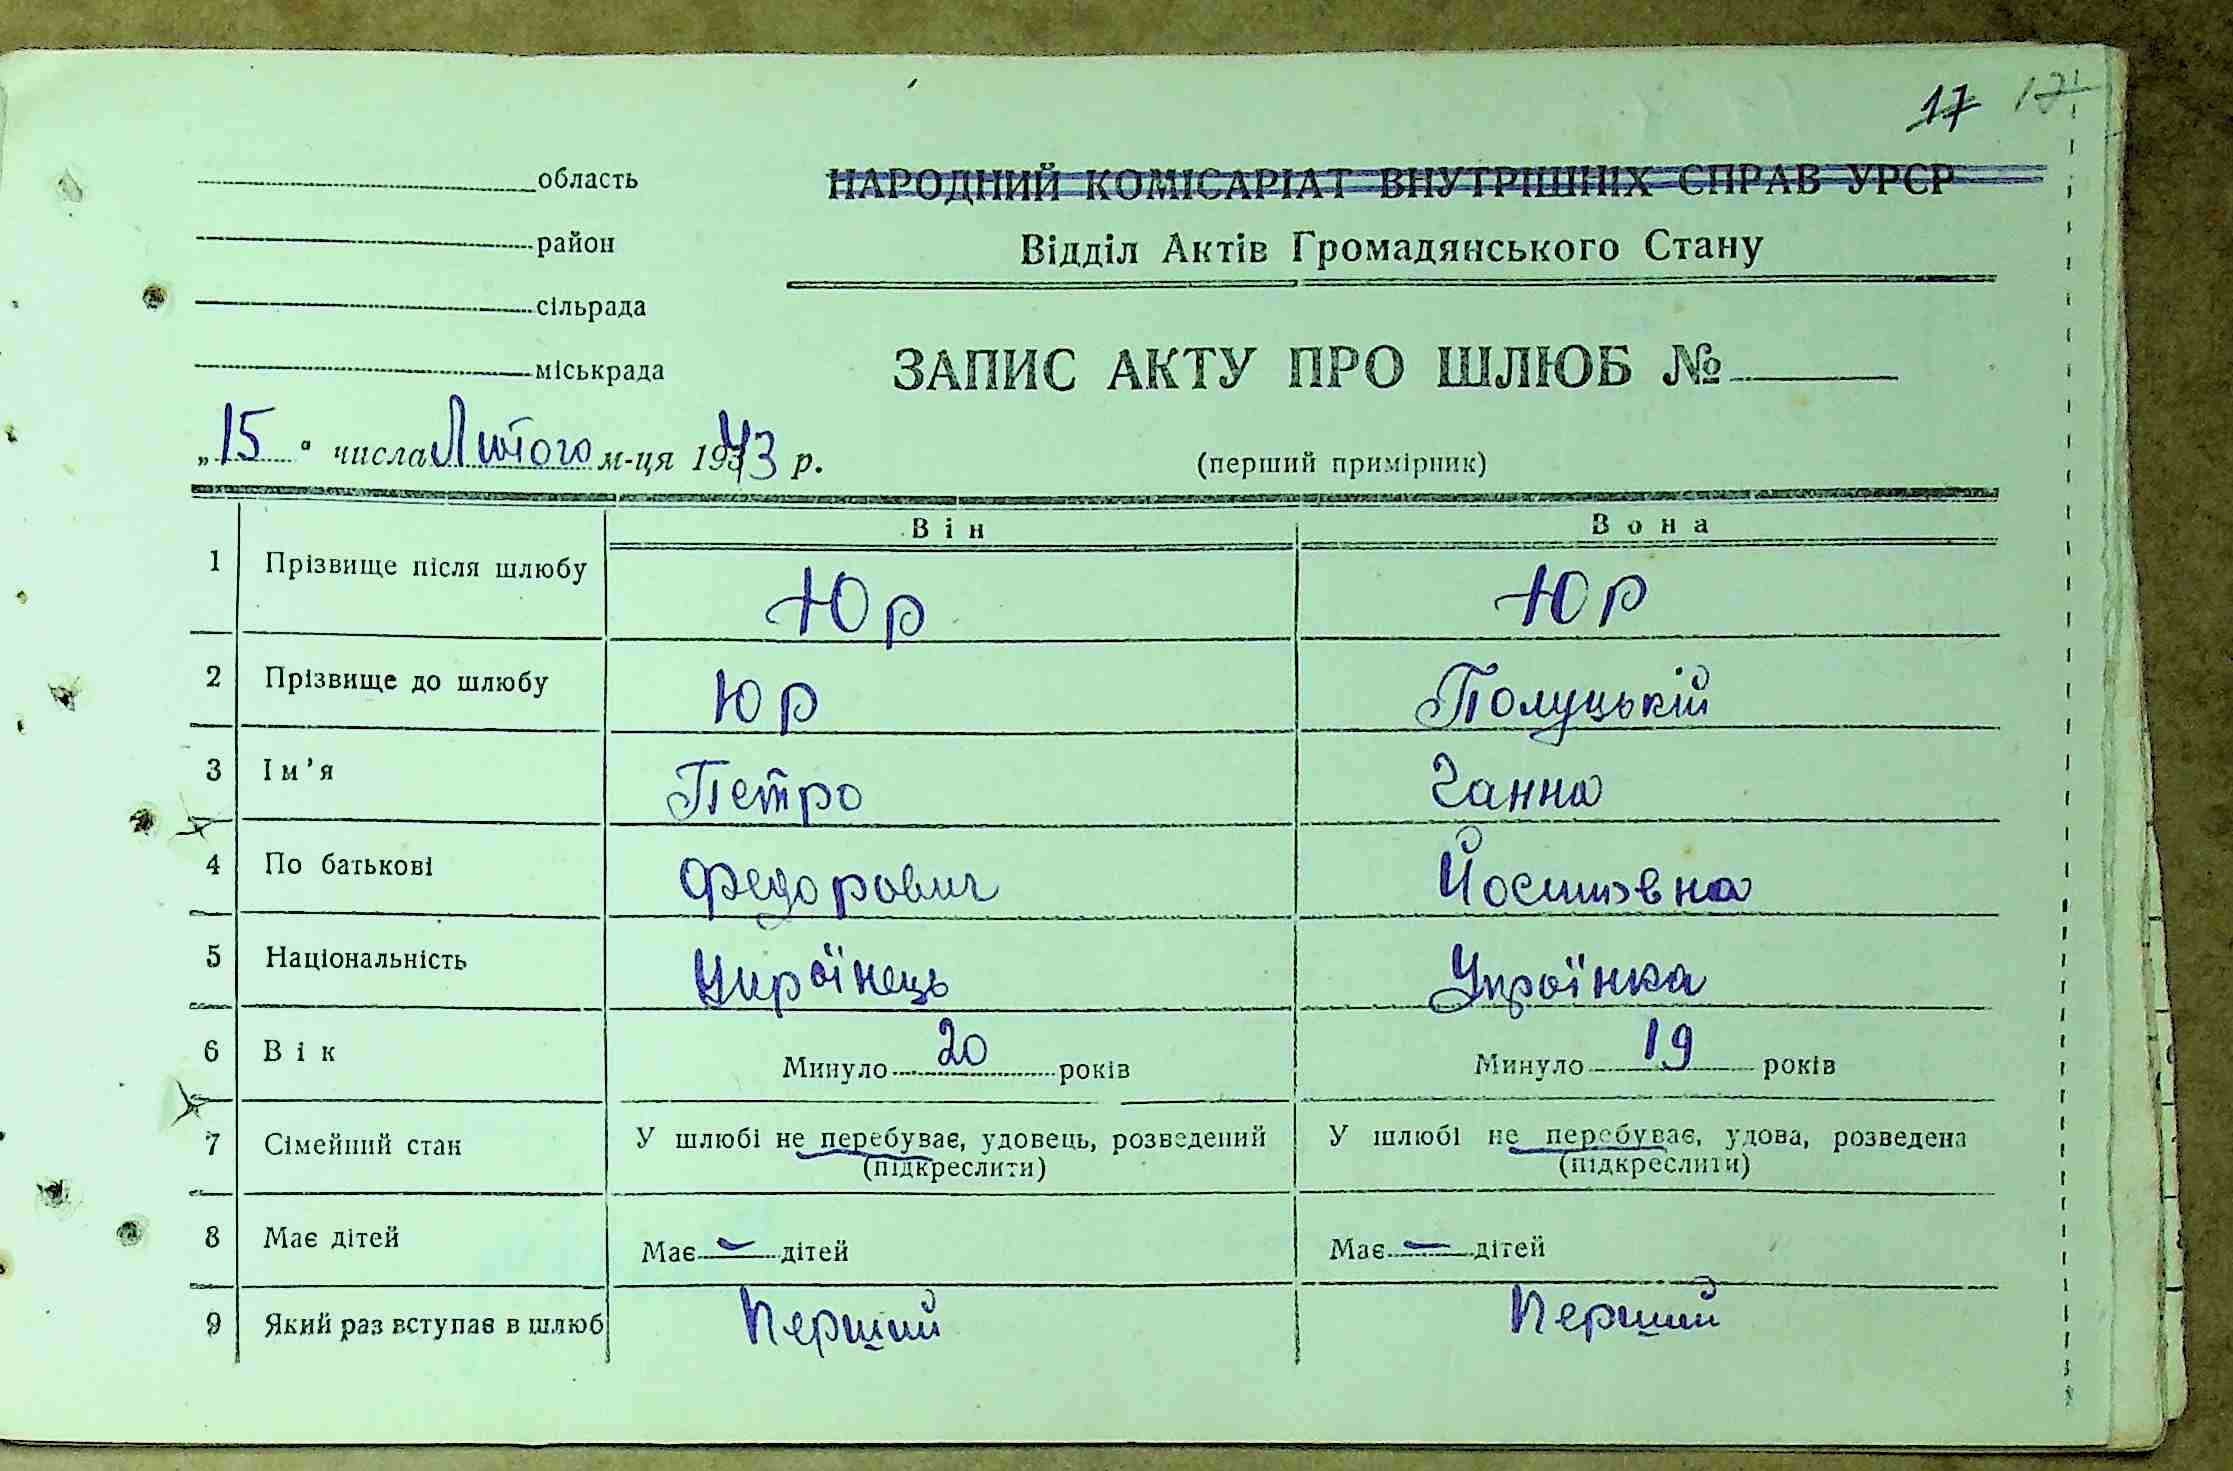 17 17
область
НАРОДНИЙ КОМІСАРІАТ ВНУТРІШНІХ СПРАВ УРСР
район
Відділ Актів Громадянського Стану
сільрада
міськрада
ЗАПИС АКТУ ПРО ШЛЮБ №
„15“ числа Лютого м-ця 1943 р.
(перший примірник)
Він Вона
1 Прізвище після шлюбу Юр Юр
2 Прізвище до шлюбу Юр Полуцькій
3 Ім’я Петро Ганна
4 По батькові Федорович Йосиповна
5 Національність Українець Українка
6 Вік Минуло 20 років Минуло 19 років
7 Сімейний стан У шлюбі не перебуває, удовець, розведений У шлюбі не перебуває, удова, розведена
(підкреслити) (підкреслити)
8 Має дітей Має – дітей Має – дітей
9 Який раз вступає в шлюб Перший Перший